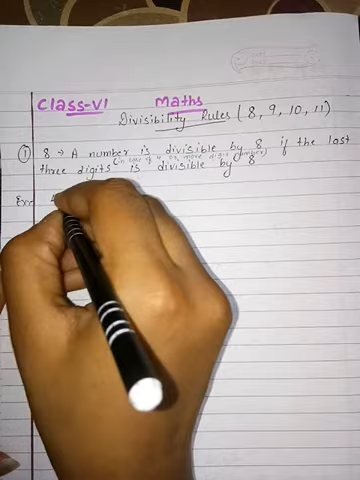 Class-VI Maths
Divisibility Rules (8, 9, 10, 11)
① 8 → A number is divisible by 8, if the last
(in case of 4 or more digit number)
three digits is divisible by 8
Ex:- 4